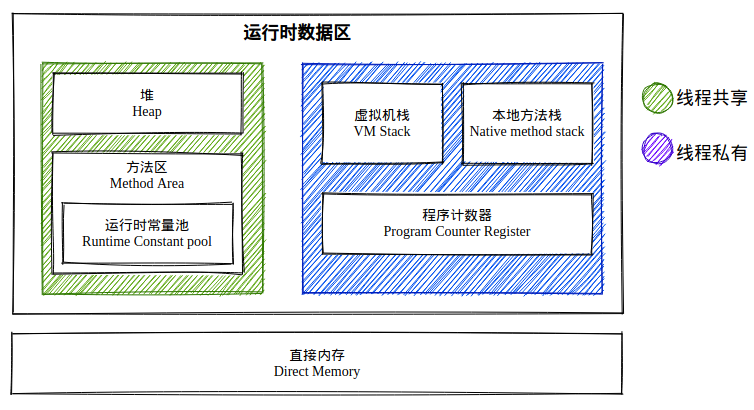 运行时数据区
堆
Heap
方法区
Method Area
运行时常量池
Runtime Constant pool
虚拟机栈
VM Stack
本地方法栈
Native method stack
程序计数器
Program Counter Register
线程共享
线程私有
直接内存
Direct Memory